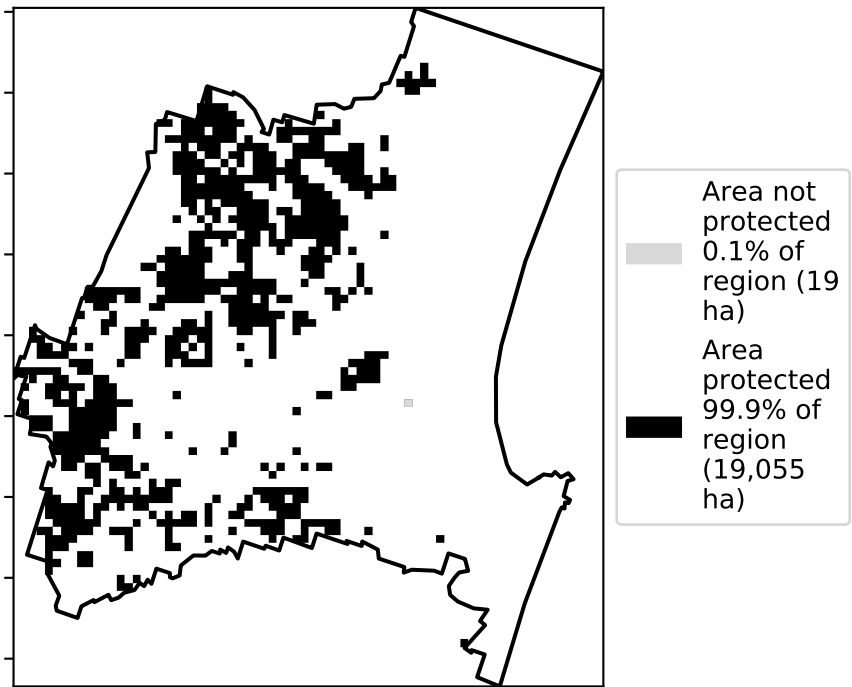 Area not
protected
0.1% of
region (19
ha)
Area
protected
99.9% of
region
(19,055
ha)